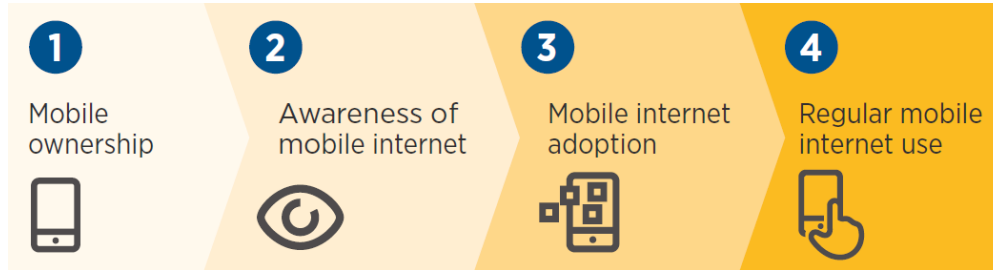 1
Mobile
ownership
2
Awareness of
mobile internet
3
Mobile internet
adoption
4
Regular mobile
internet use